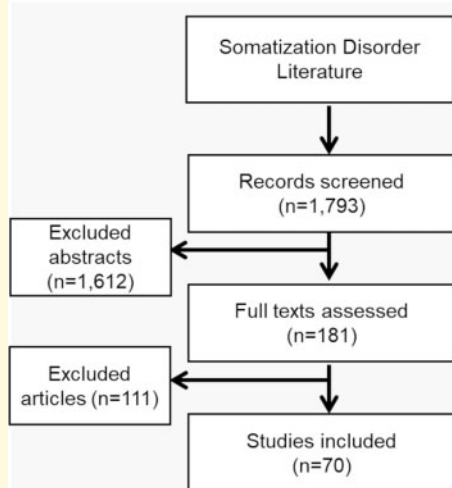 Somatization Disorder
Literature
Records screened
(n=1,793)
Excluded
abstracts
(n=1,612)
Full texts assessed
(n=181)
Excluded
articles (n=111)
Studies included
(n=70)